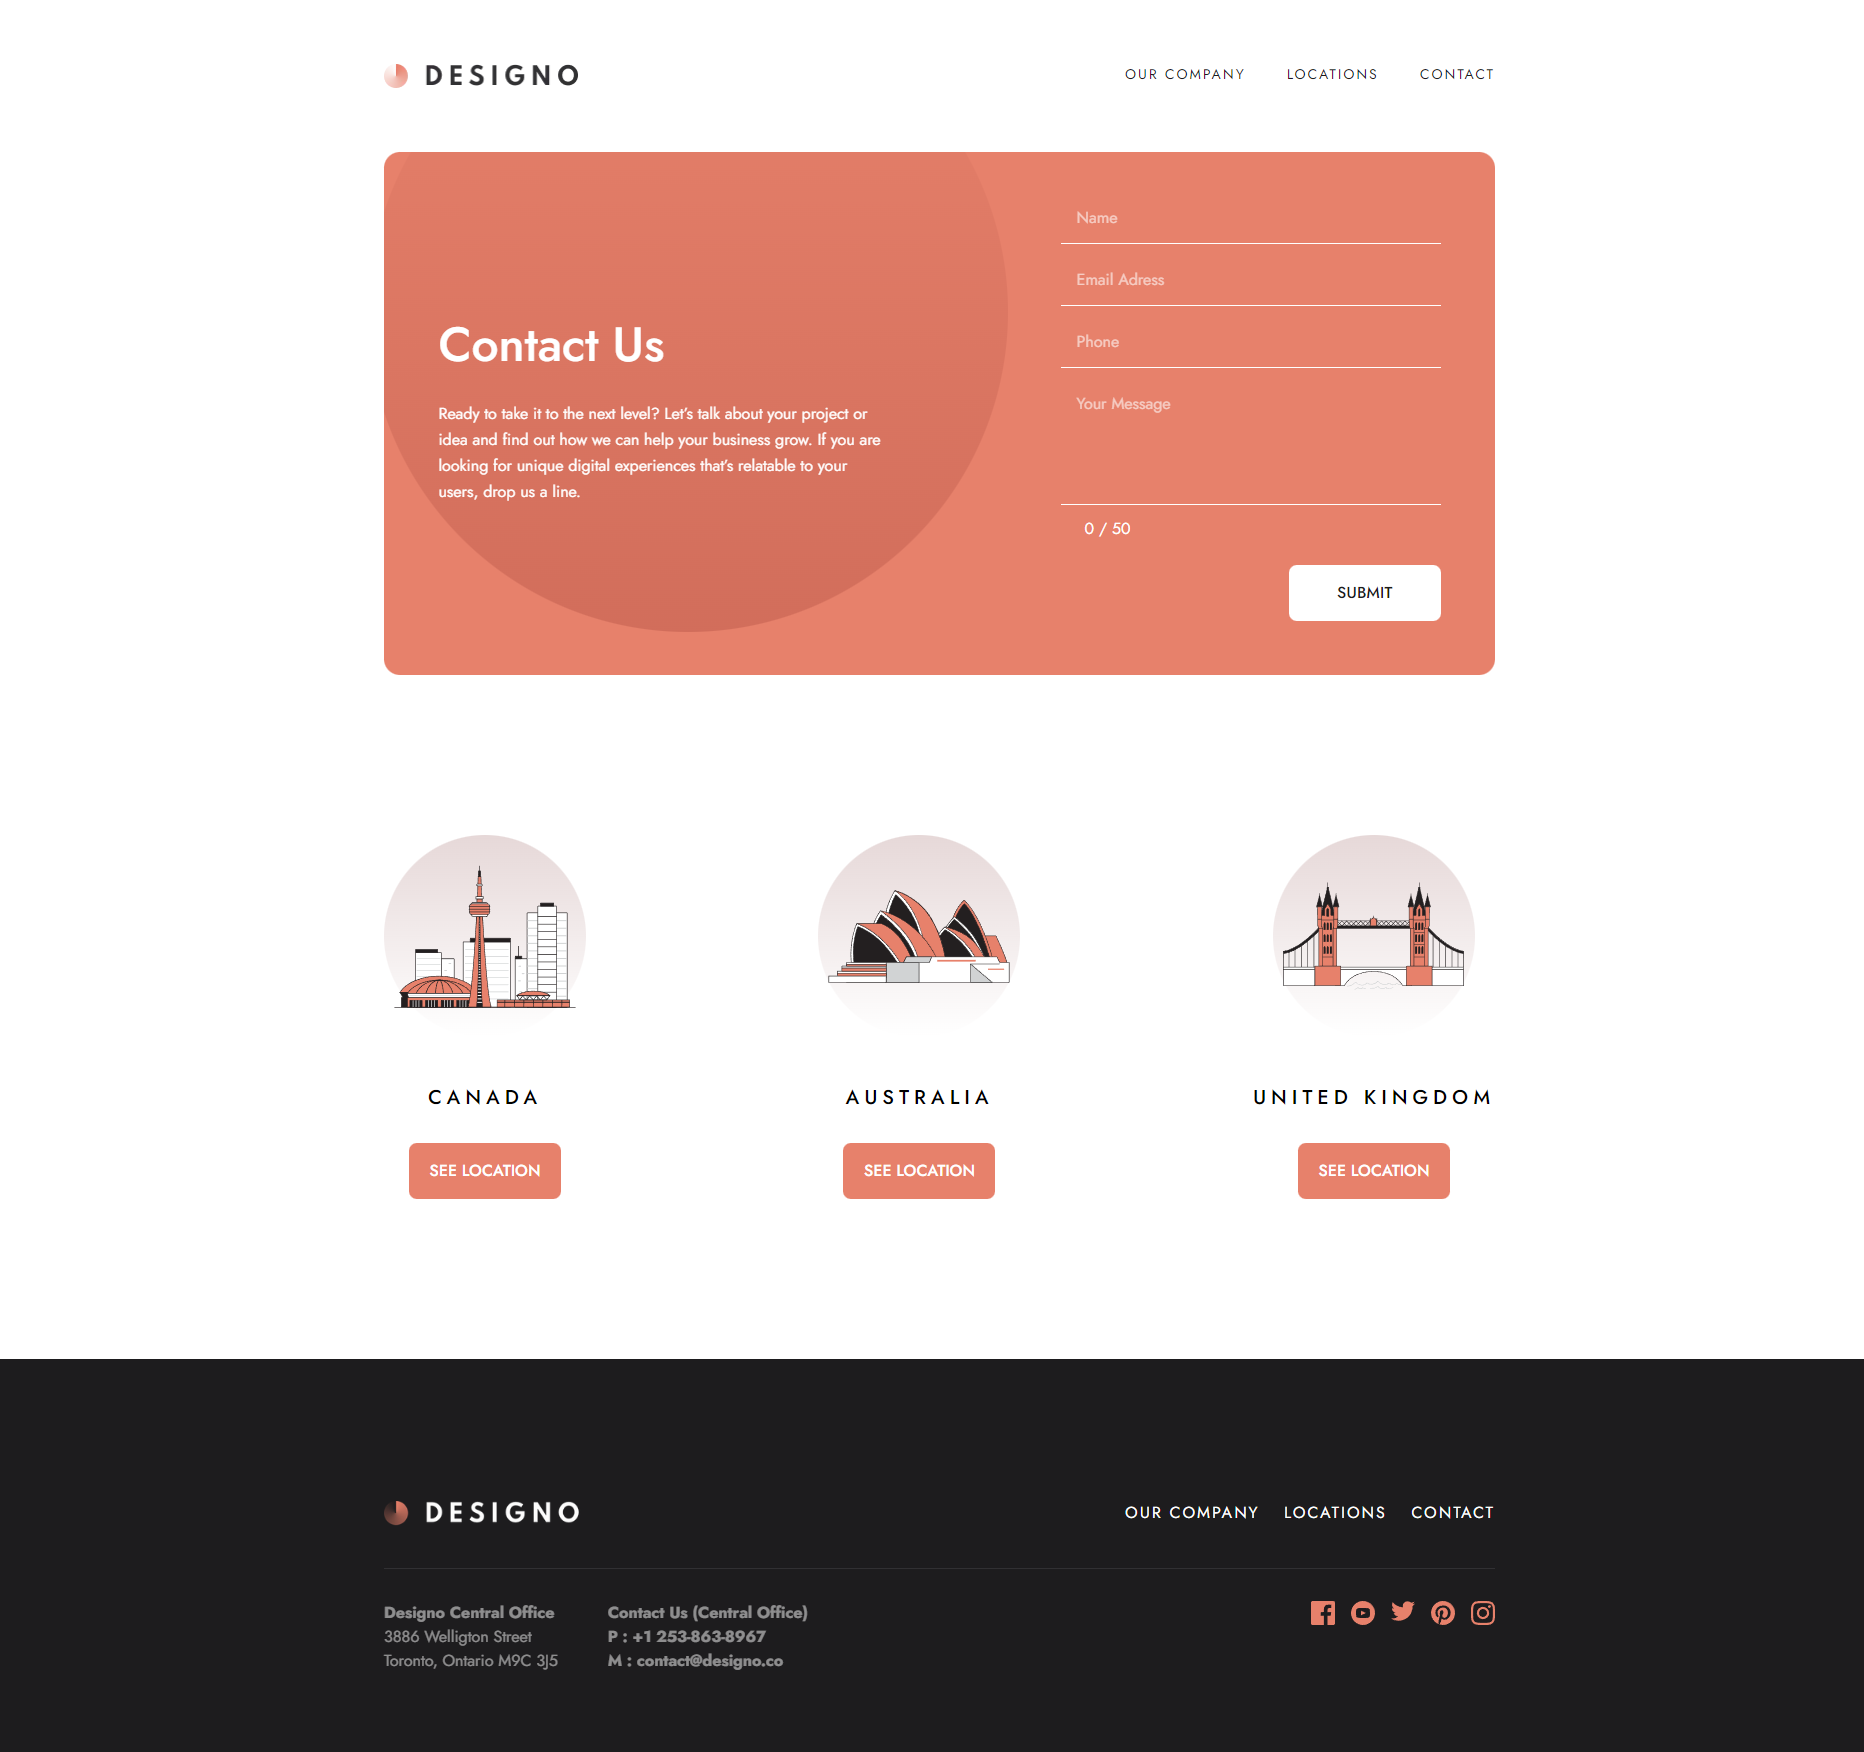 DESIGNO
OUR COMPANY LOCATIONS CONTACT
Contact Us
Ready to take it to the next level? Let’s talk about your project or
idea and find out how we can help your business grow. If you are
looking for unique digital experiences that’s relatable to your
users, drop us a line.
Name
Email Adress
Phone
Your Message
0 / 50
SUBMIT
CANADA
SEE LOCATION
AUSTRALIA
SEE LOCATION
UNITED KINGDOM
SEE LOCATION
DESIGNO
OUR COMPANY LOCATIONS CONTACT
Designo Central Office
3886 Welligton Street
Toronto, Ontario M9C 3J5
Contact Us (Central Office)
P : +1 253-863-8967
M : contact@designo.co